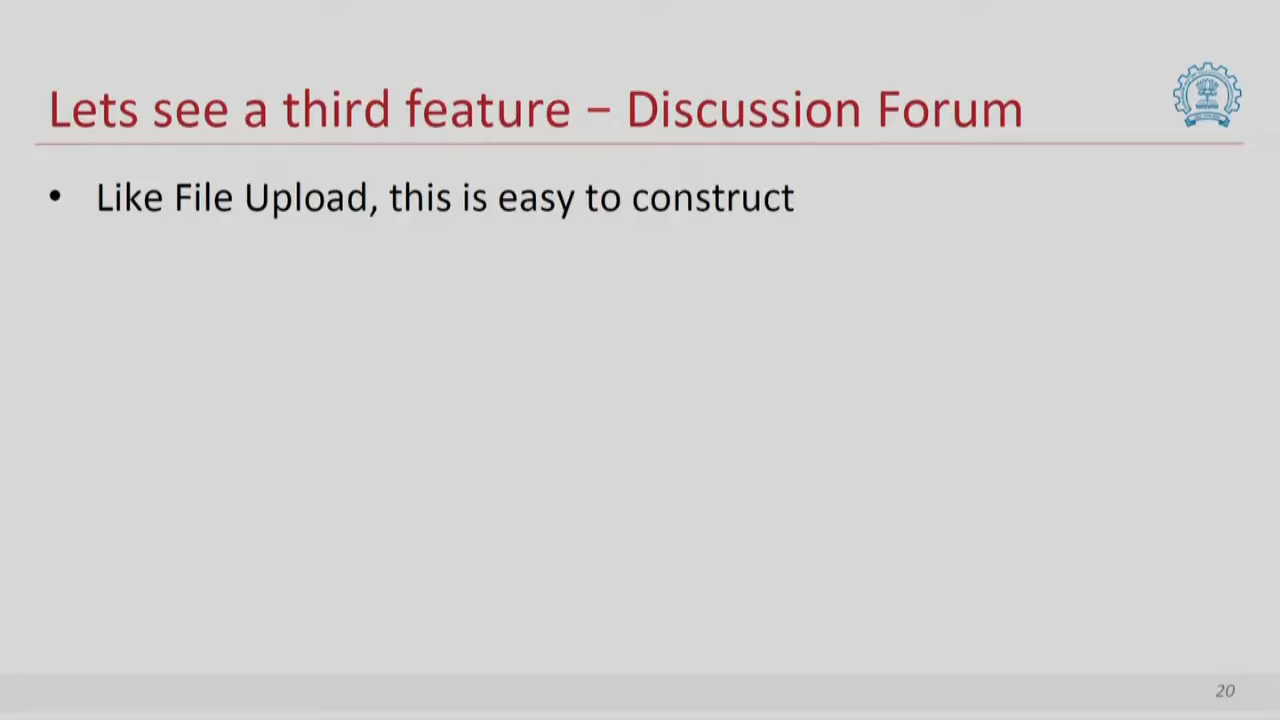 Lets see a third feature – Discussion Forum
• Like File Upload, this is easy to construct
20